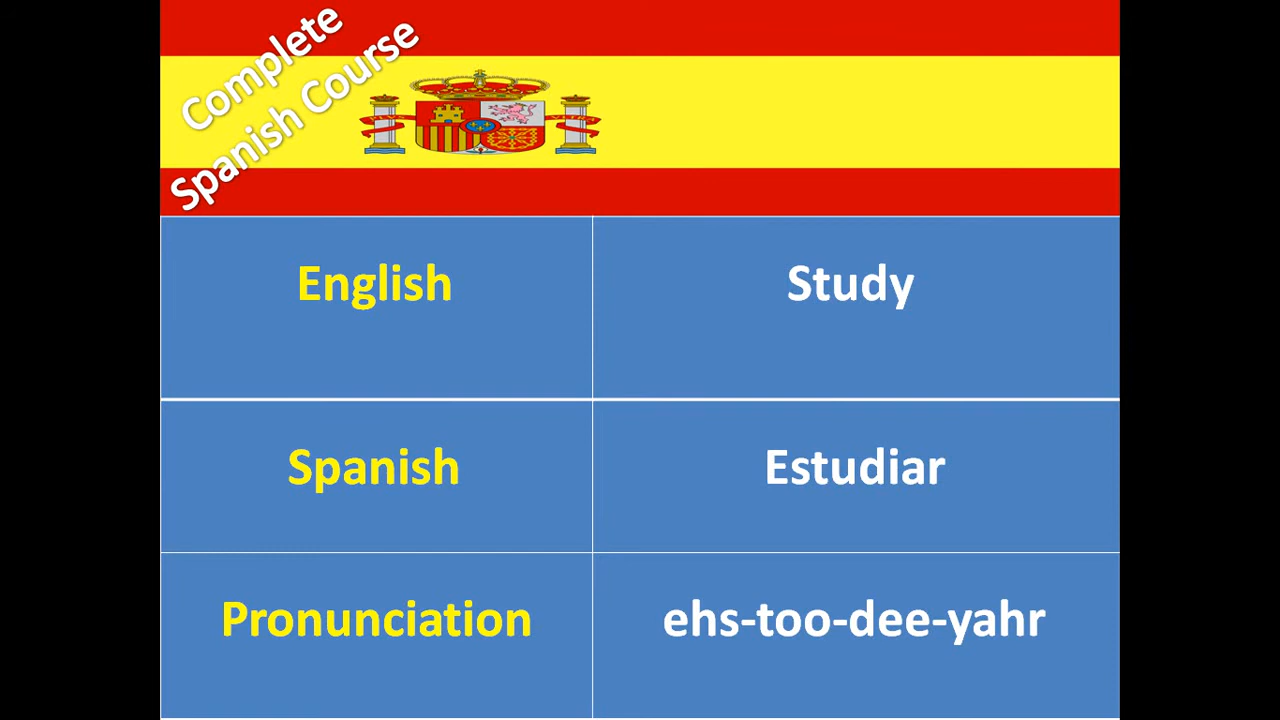 Complete
Spanish Course
English
Study
Spanish
Estudiar
Pronunciation
ehs-too-dee-yahr